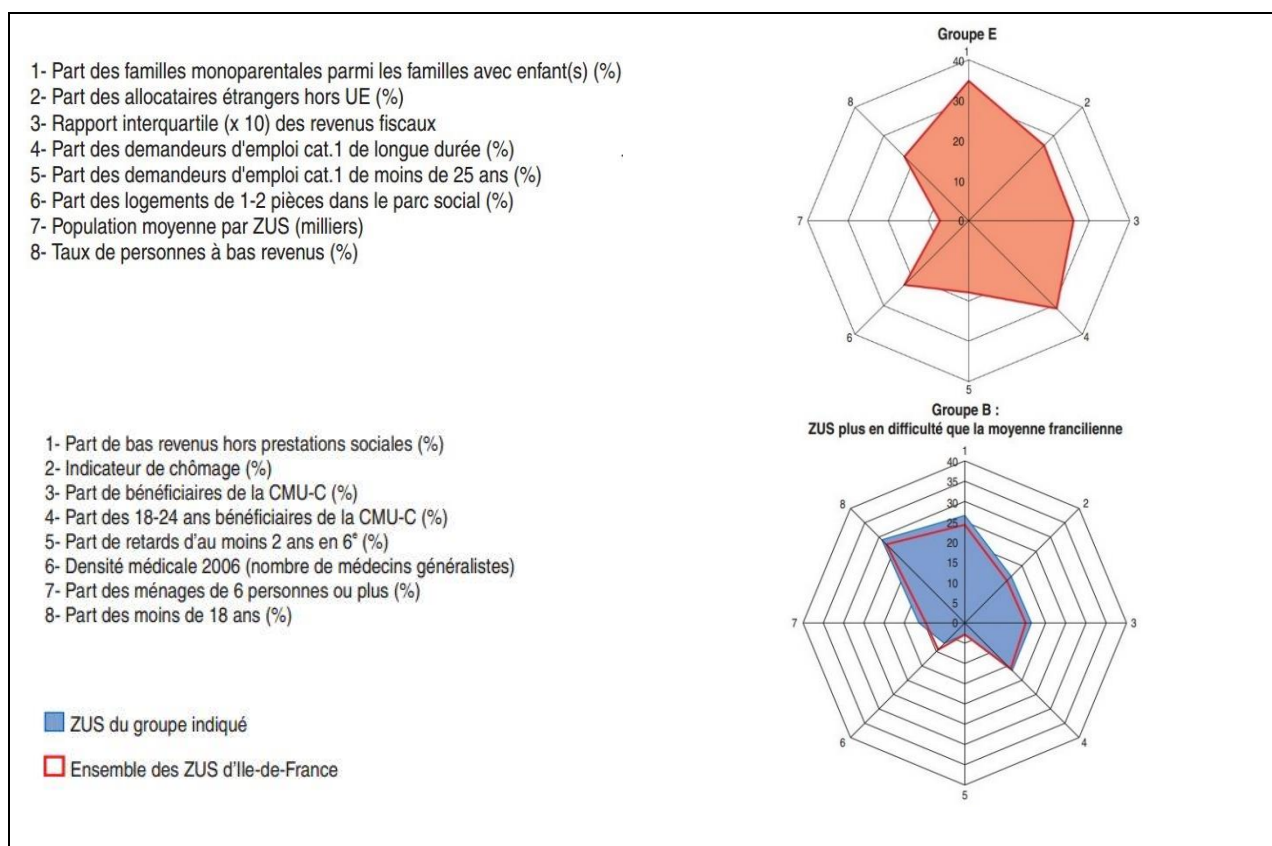 1- Part des familles monoparentales parmi les familles avec enfant(s) (%)
2- Part des allocataires étrangers hors UE (%)
3- Rapport interquartile (x 10) des revenus fiscaux
4- Part des demandeurs d'emploi cat.1 de longue durée (%)
5- Part des demandeurs d'emploi cat.1 de moins de 25 ans (%)
6- Part des logements de 1-2 pièces dans le parc social (%)
7- Population moyenne par ZUS (milliers)
8- Taux de personnes à bas revenu (%)
Groupe E
1
40
8
2
30
20
10
7
0
3
6
4
5
1- Part de bas revenus hors prestations sociales (%)
2- Indicateur de chômage (%)
3- Part de bénéficiaires de la CMU-C (%)
4- Part des 18-24 ans bénéficiaires de la CMU-C (%)
5- Part de retards d'au moins 2 ans en 6e (%)
6- Densité médicale 2006 (nombre de médecins généralistes)
7- Part des ménages de 6 personnes ou plus (%)
8- Part des moins de 18 ans (%)
ZUS du groupe indiqué
Ensemble des ZUS d'Ile-de-France
Groupe B :
ZUS plus en difficulté que la moyenne francilienne
1
40
35
8
2
30
25
20
15
10
5
7
0
3
6
4
5